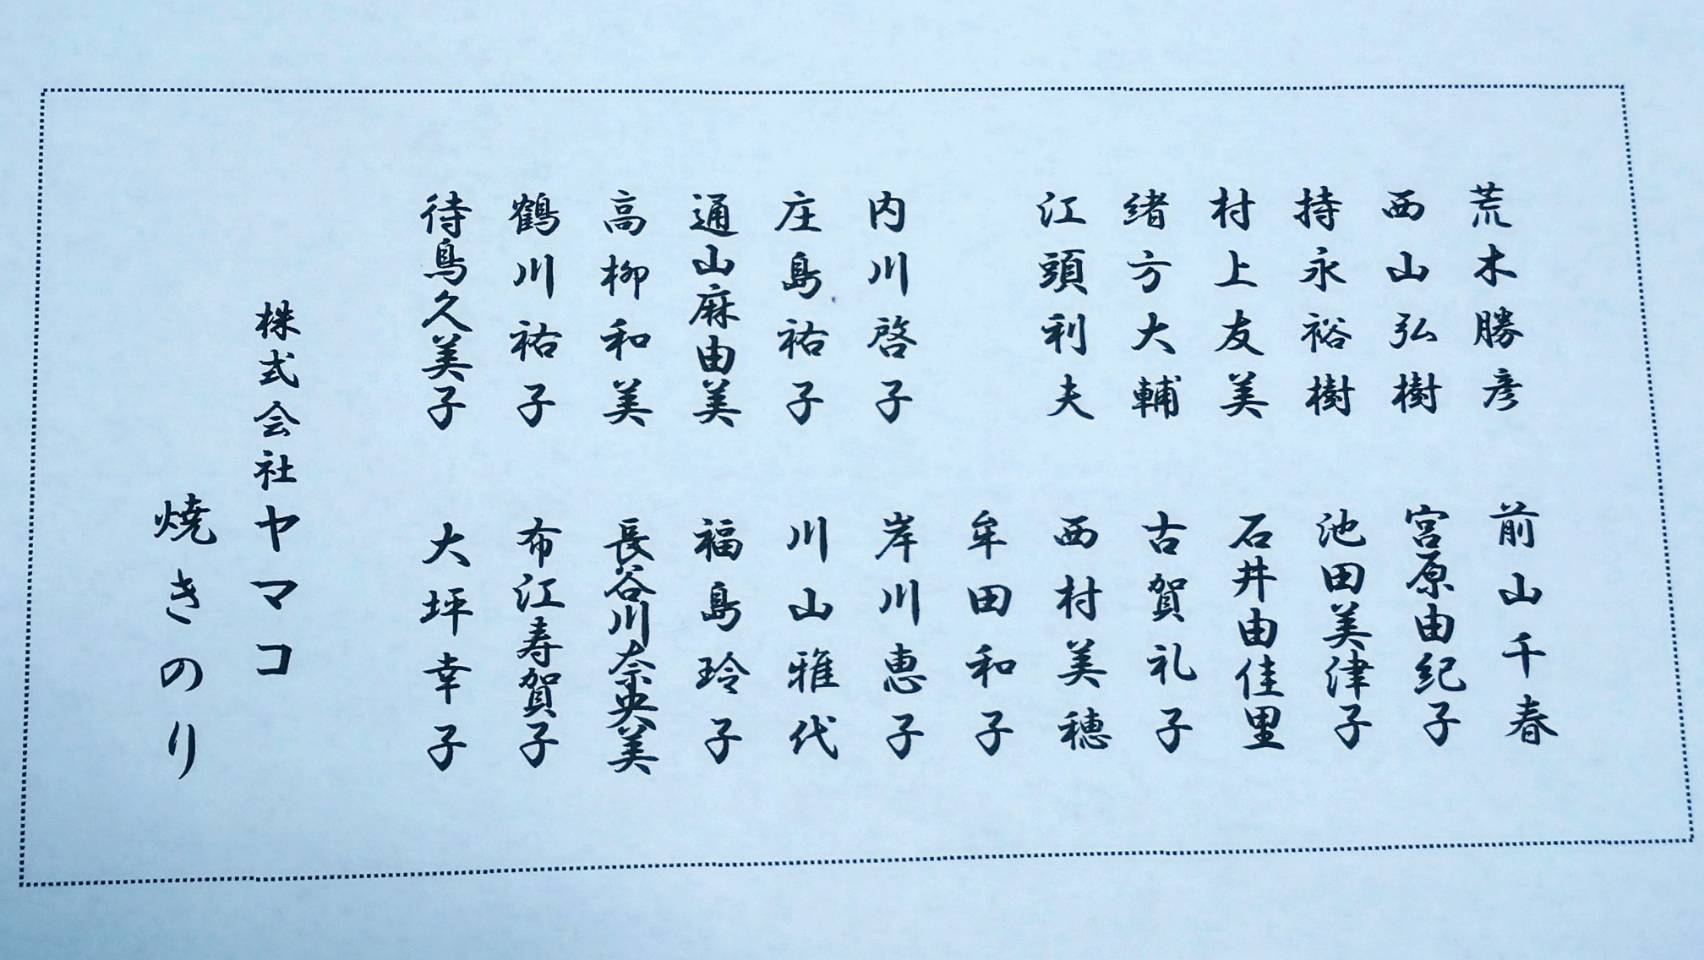 荒木勝彦
西山弘樹
持永裕樹
村上友美
緒方大輔
江頭利夫
内川啓子
庄島祐子
通山麻由美
高柳和美
鶴川祐子
待鳥久美子
前山千春
宮原由紀子
池田美津子
石井由佳里
古賀礼子
西村美穂
牟田和子
岸川恵子
川山雅代
福島玲子
長谷川奈央美
布江寿賀子
大坪幸子
株式会社ヤマコ
焼きのり